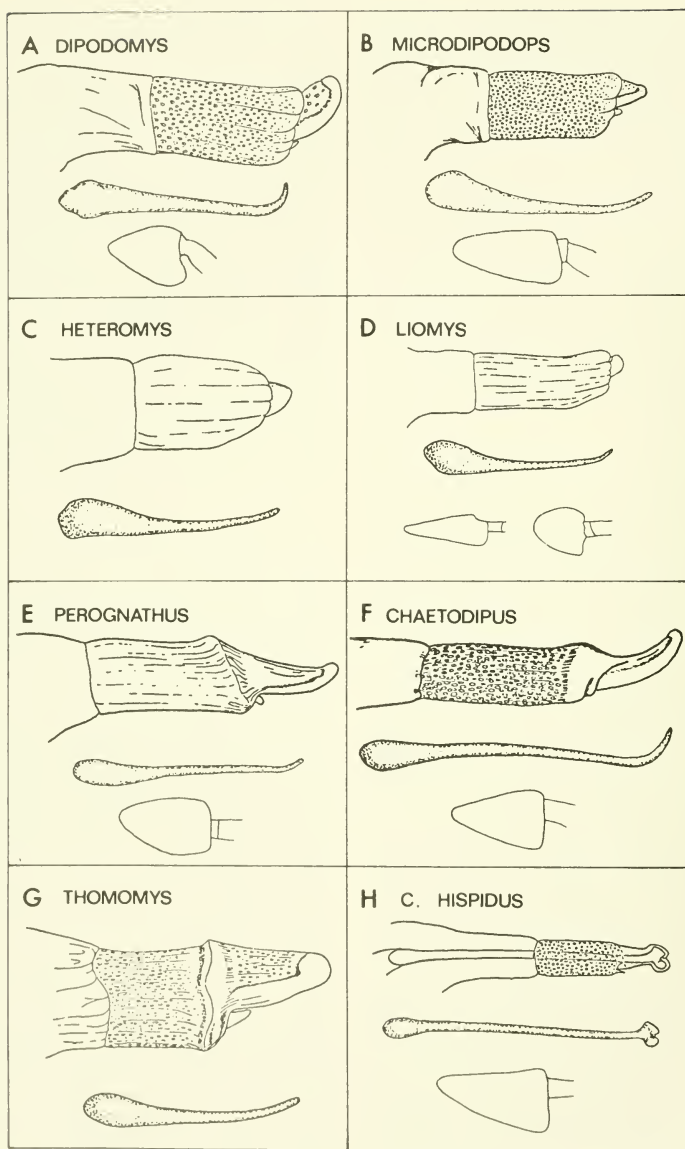 A DIPODOMYS
B MICRODIPODOPS
C HETEROMYS
D LIOMYS
E PEROGNATHUS
F CHAETODIPUS
G THOMOMYS
H C. HISPIDUS